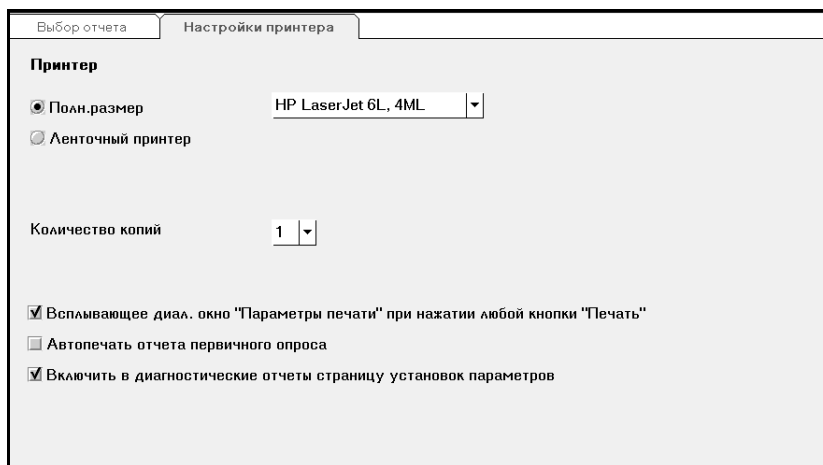 Выбор отчета
Настройки принтера
Принтер
Полн.размер
HP LaserJet 6L, 4ML
Ленточный принтер
Количество копий
1
Всплывающее диал. окно "Параметры печати" при нажатии любой кнопки "Печать"
Автопечать отчета первичного опроса
Включить в диагностические отчеты страницу установок параметров